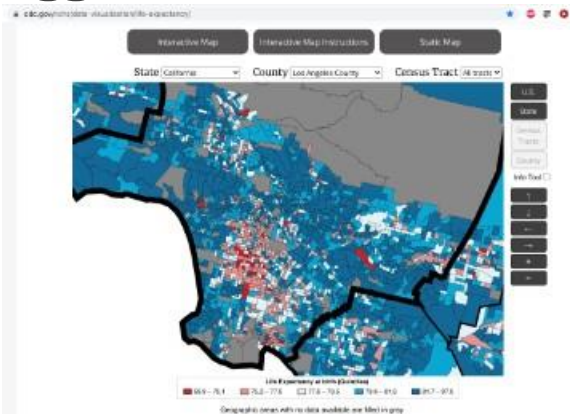 cdc.gov/nchs/data-visualization/life-expectancy/
Interactive Map
Interactive Map Instructions
Static Map
State California County Los Angeles County Census Tract All tracts
U.S.
State
Census
Tracts
County
Info Tool
↑
↓
←
→
+
-
Life Expectancy at birth (Quintiles)
Geographic areas with no data available are filled in gray